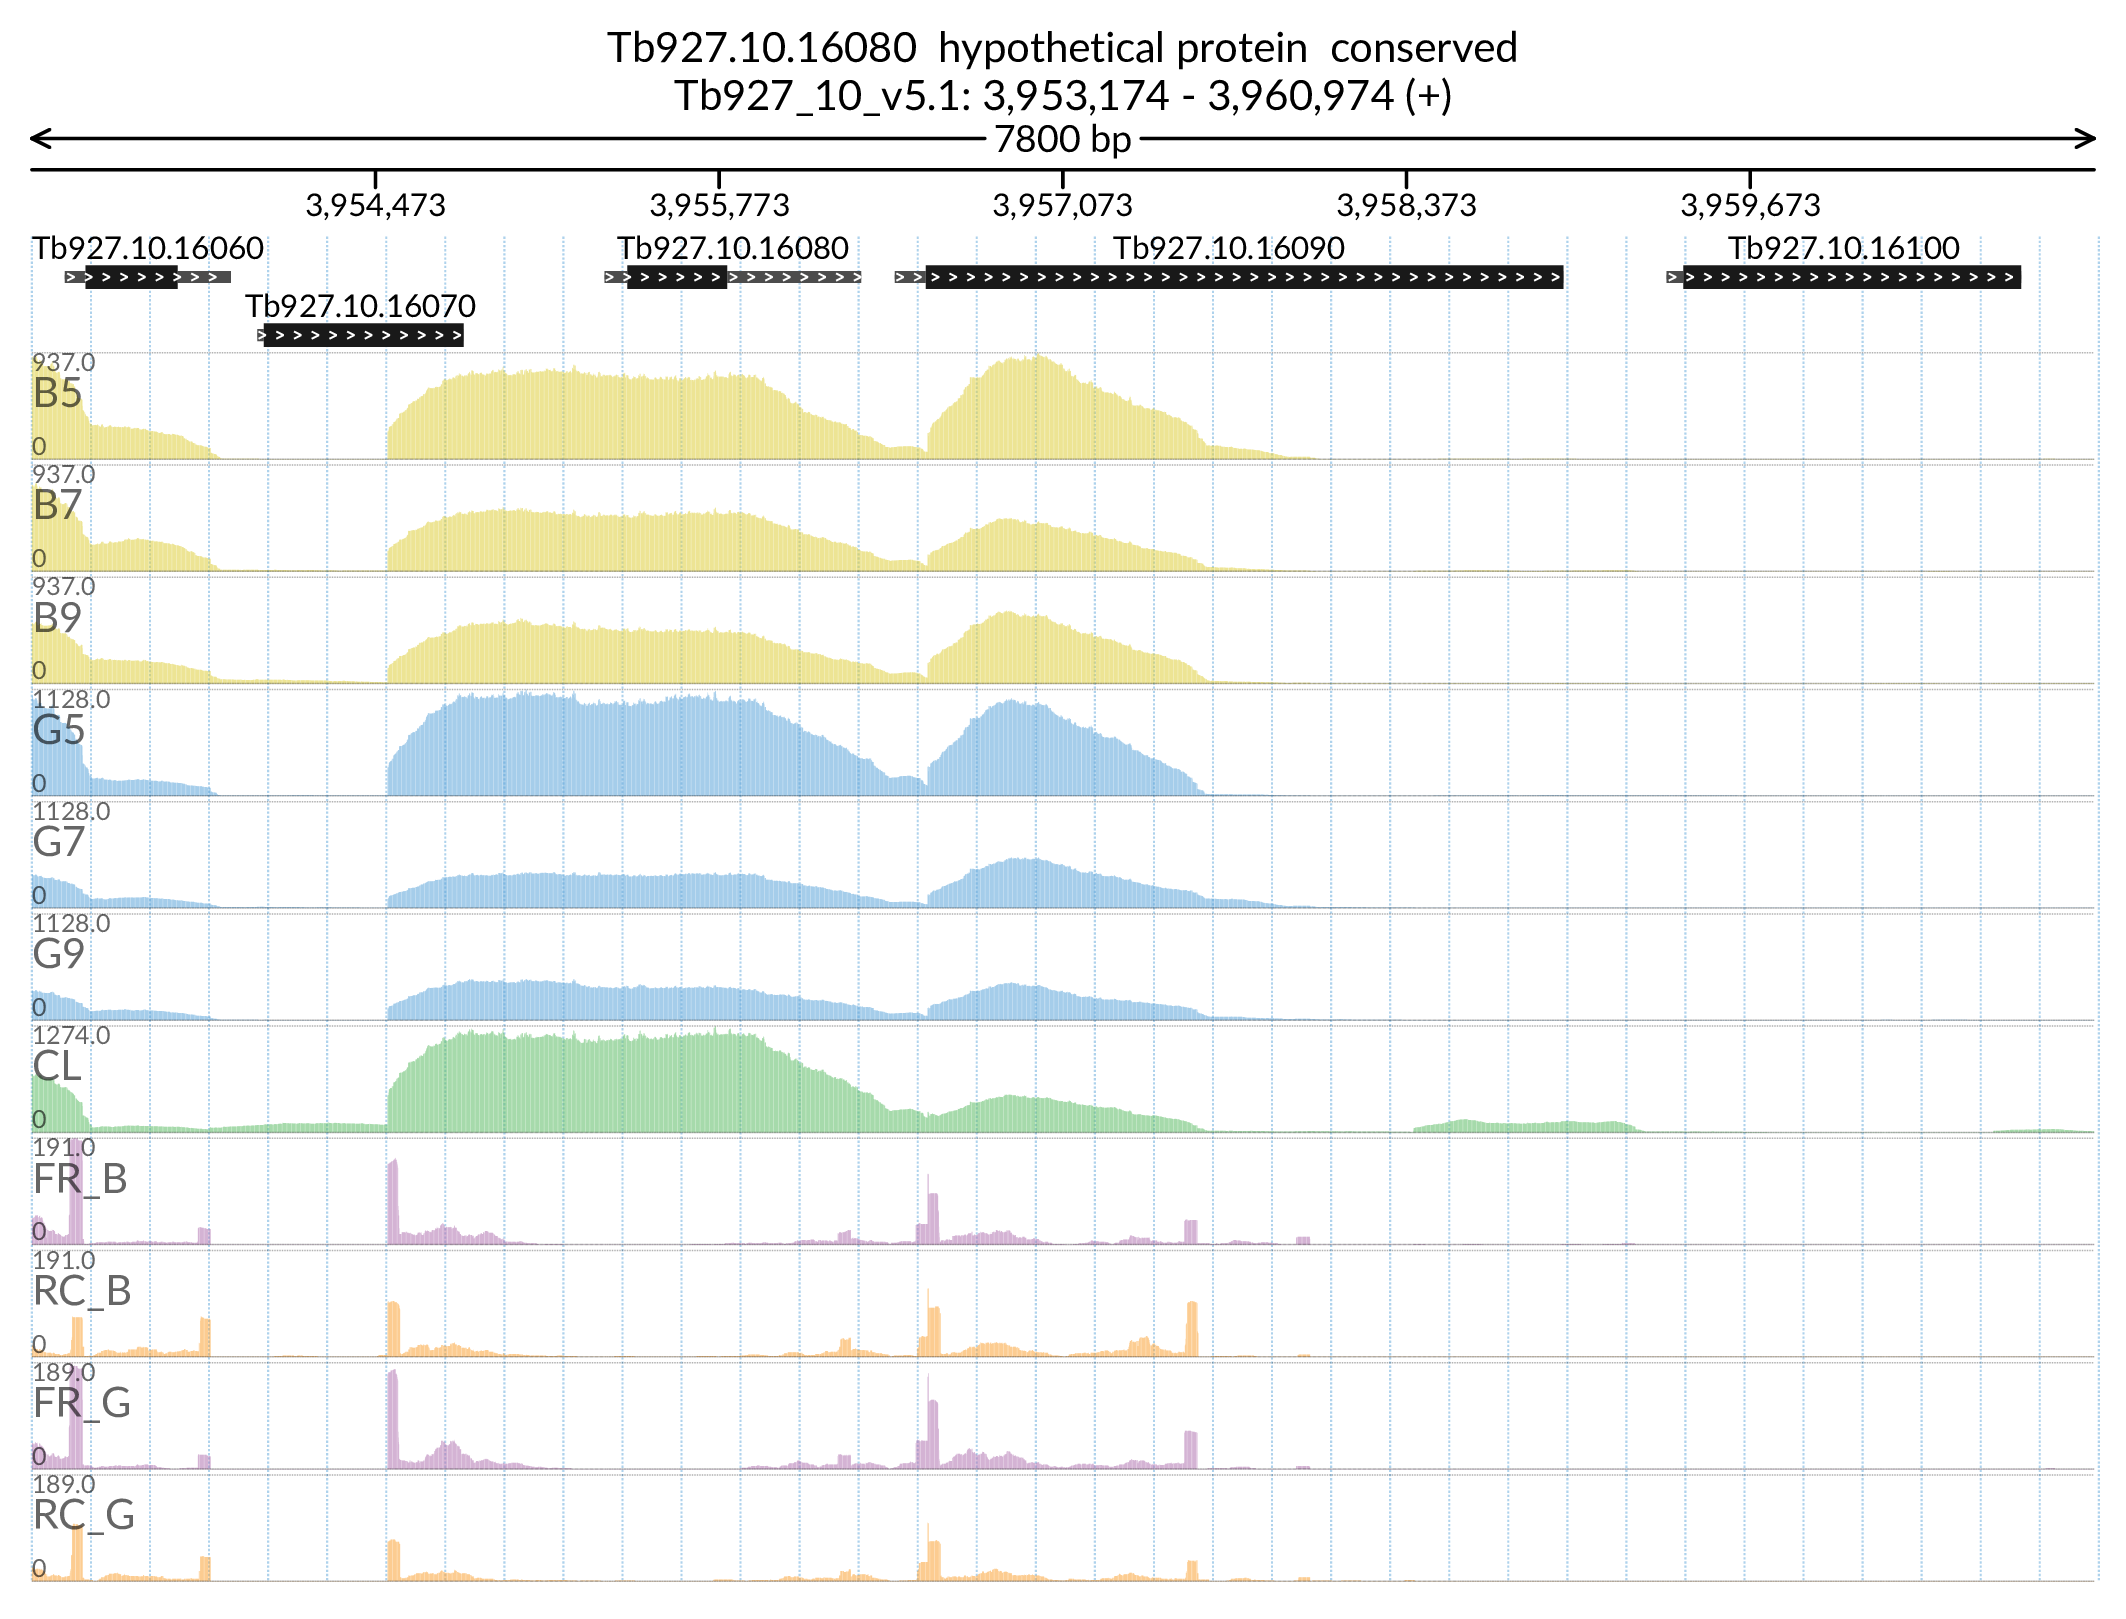 Tb927.10.16080 hypothetical protein conserved
Tb927_10_v5.1: 3,953,174 - 3,960,974 (+)
7800 bp
3,954,473 3,955,773 3,957,073 3,958,373 3,959,673
Tb927.10.16060 Tb927.10.16080 Tb927.10.16090 Tb927.10.16100
Tb927.10.16070
937.0
B5
0
937.0
B7
0
937.0
B9
0
1128.0
G5
0
1128.0
G7
0
1128.0
G9
0
1274.0
CL
0
191.0
FR_B
0
191.0
RC_B
0
189.0
FR_G
0
189.0
RC_G
0